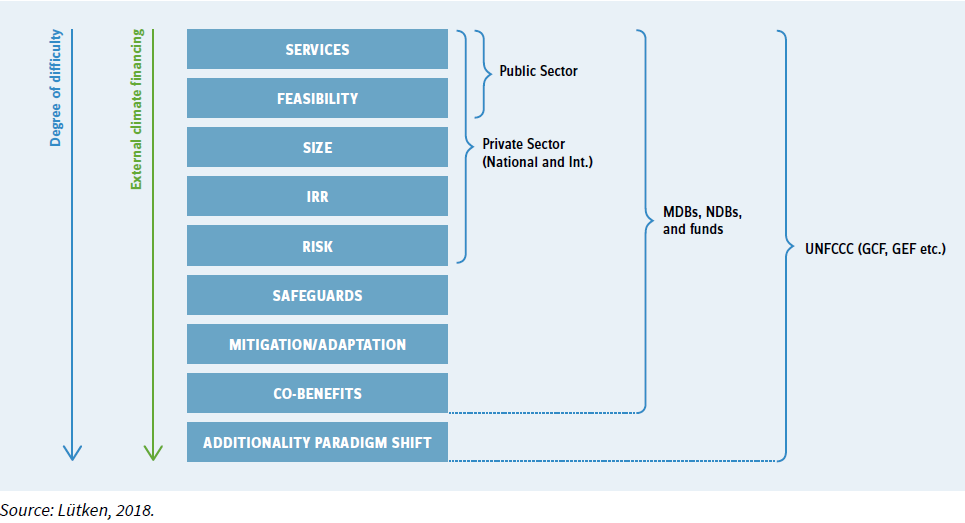 Degree of difficulty
External climate financing
SERVICES
FEASIBILITY
SIZE
IRR
RISK
SAFEGUARDS
MITIGATION/ADAPTATION
CO-BENEFITS
ADDITIONALITY PARADIGM SHIFT
Public Sector
Private Sector
(National and Int.)
MDBs, NDBs,
and funds
UNFCCC (GCF, GEF etc.)
Source: Lütken, 2018.